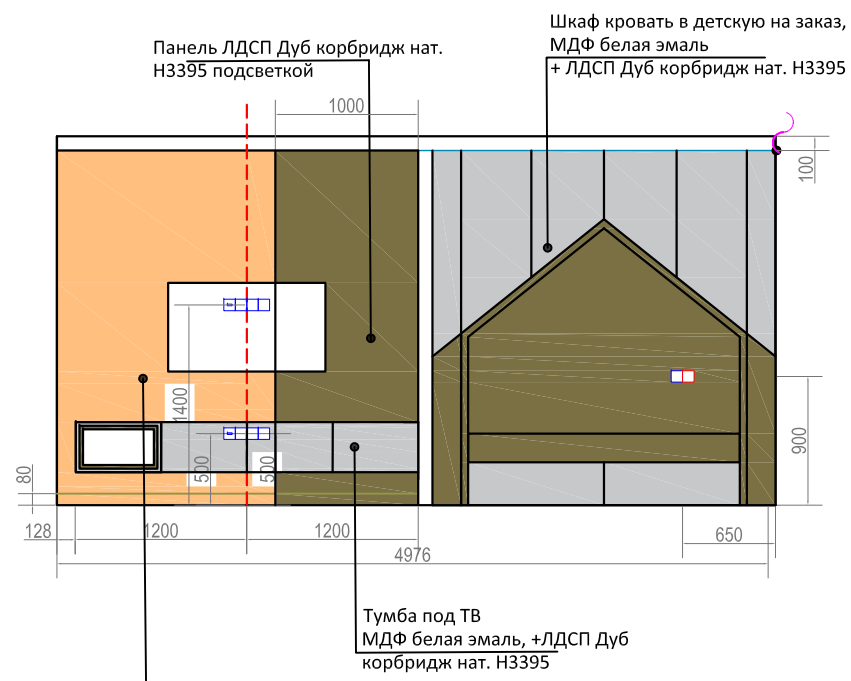 Шкаф кровать в детскую на заказ,
МДФ белая эмаль
+ ЛДСП Дуб корбридж нат. Н3395
Панель ЛДСП Дуб корбридж нат.
Н3395 подсветкой
1000
100
1400
500
500
900
80
128
1200
1200
650
4976
Тумба под ТВ
МДФ белая эмаль, +ЛДСП Дуб
корбридж нат. Н3395